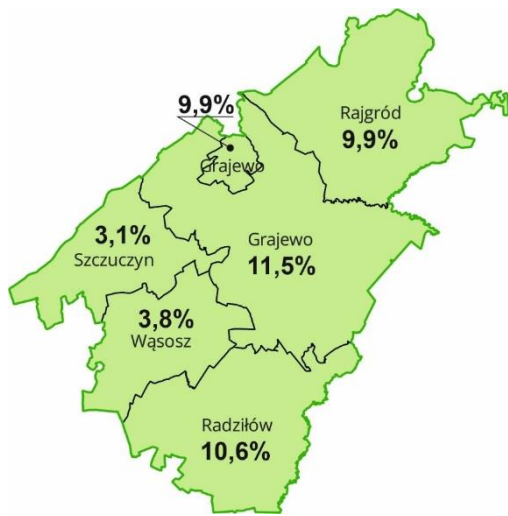 9,9%
Rajgród
9,9%
Grajewo
3,1%
Szczuczyn
Grajewo
11,5%
3,8%
Wąsosz
Radziłów
10,6%